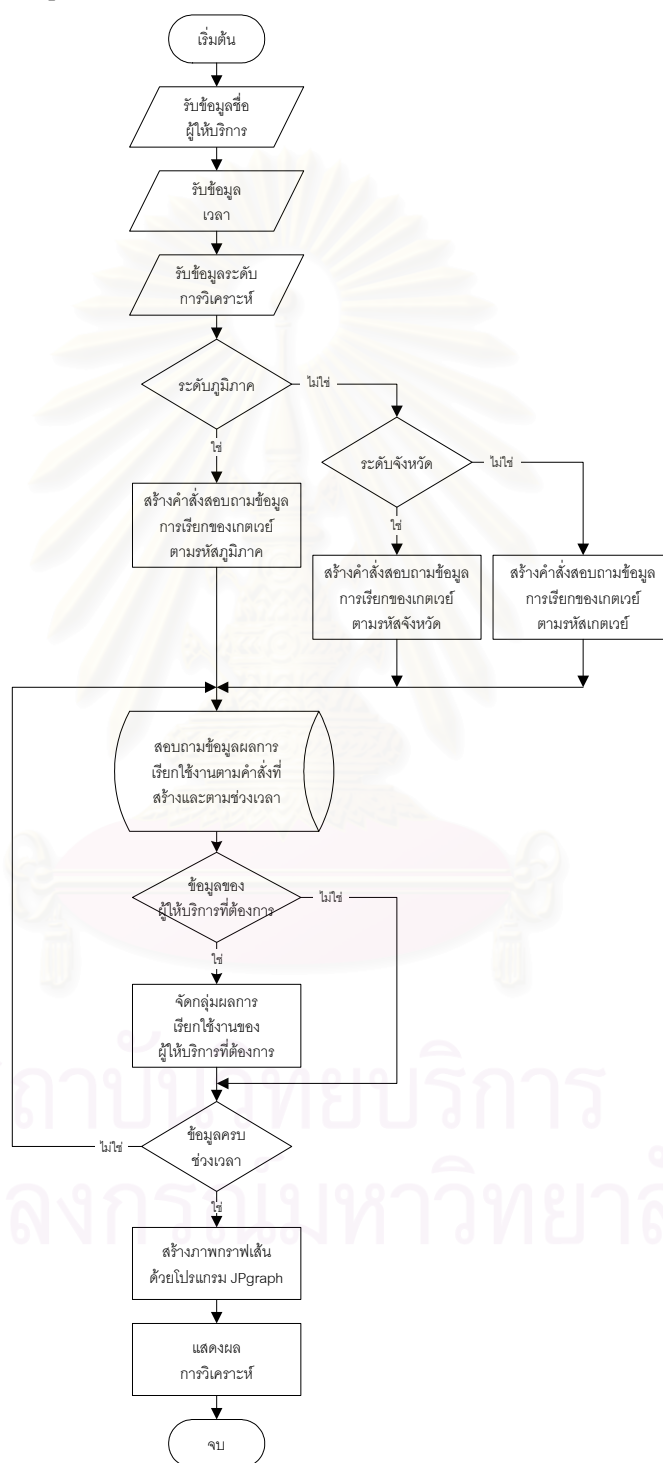 เริ่มต้น
รับข้อมูลชื่อ
ผู้ให้บริการ
รับข้อมูล
เวลา
รับข้อมูลระดับ
การวิเคราะห์
ระดับภูมิภาค
ไม่ใช่
ใช่
ระดับจังหวัด
ไม่ใช่
ใช่
สร้างคำสั่งสอบถามข้อมูล
การเรียกของเกตเวย์
ตามรหัสภูมิภาค
สร้างคำสั่งสอบถามข้อมูล
การเรียกของเกตเวย์
ตามรหัสจังหวัด
สร้างคำสั่งสอบถามข้อมูล
การเรียกของเกตเวย์
ตามรหัสเกตเวย์
สอบถามข้อมูลผลการ
เรียกใช้งานตามคำสั่งที่
สร้างและตามช่วงเวลา
ข้อมูลของ
ผู้ให้บริการที่ต้องการ
ไม่ใช่
ใช่
จัดกลุ่มผลการ
เรียกใช้งานของ
ผู้ให้บริการที่ต้องการ
ข้อมูลครบ
ช่วงเวลา
ไม่ใช่
ใช่
สร้างภาพกราฟเส้น
ด้วยโปรแกรม JPgraph
แสดงผล
การวิเคราะห์
จบ